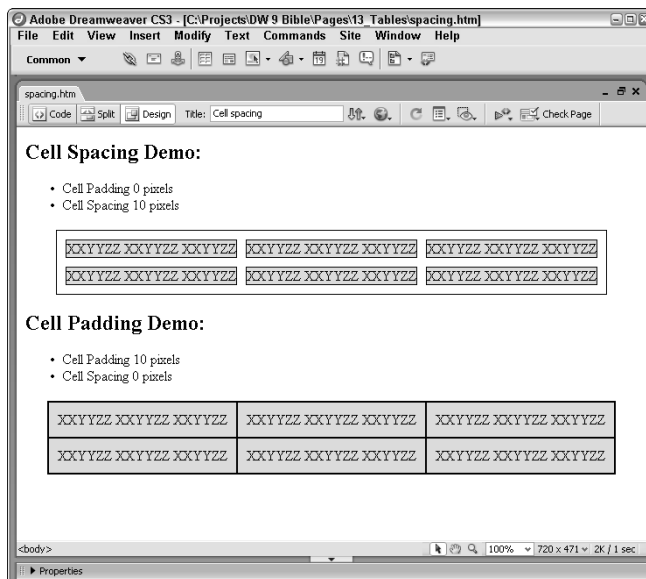 Adobe Dreamweaver CS3 - [C:\Projects\DW 9 Bible\Pages\13_Tables\spacing.htm]
File Edit View Insert Modify Text Commands Site Window Help
Common
19
spacing.htm
Code Split Design Title: Cell spacing Check Page
Cell Spacing Demo:
• Cell Padding 0 pixels
• Cell Spacing 10 pixels
XXYYZZ XXYYZZ XXYYZZ XXYYZZ XXYYZZ XXYYZZ XXYYZZ XXYYZZ XXYYZZ
XXYYZZ XXYYZZ XXYYZZ XXYYZZ XXYYZZ XXYYZZ XXYYZZ XXYYZZ XXYYZZ
Cell Padding Demo:
• Cell Padding 10 pixels
• Cell Spacing 0 pixels
XXYYZZ XXYYZZ XXYYZZ XXYYZZ XXYYZZ XXYYZZ XXYYZZ XXYYZZ XXYYZZ
XXYYZZ XXYYZZ XXYYZZ XXYYZZ XXYYZZ XXYYZZ XXYYZZ XXYYZZ XXYYZZ
<body> 100% 720 x 471 2K / 1 sec
Properties